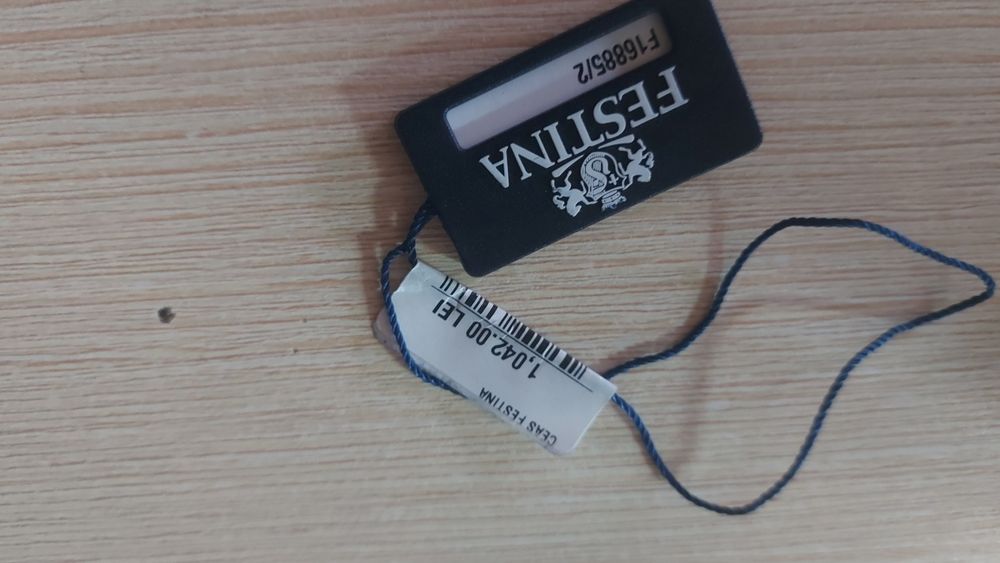 F16885/2
FESTINA
CEAS FESTINA
1,042.00 LEI